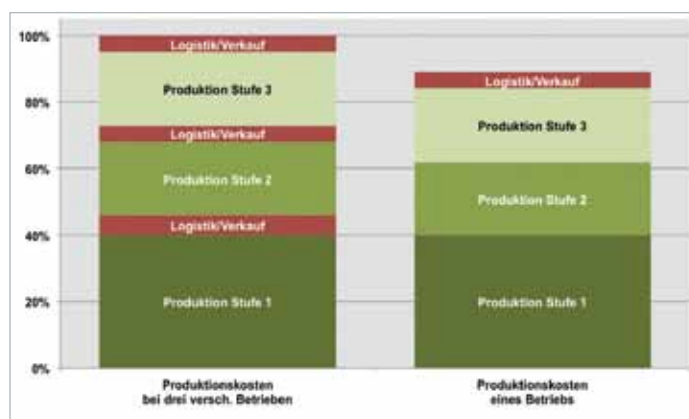 100%
80%
60%
40%
20%
0%
Logistik/Verkauf
Produktion Stufe 3
Logistik/Verkauf
Produktion Stufe 2
Logistik/Verkauf
Produktion Stufe 1
Logistik/Verkauf
Produktion Stufe 3
Produktion Stufe 2
Produktion Stufe 1
Produktionskosten
bei drei versch. Betrieben
Produktionskosten
eines Betriebs